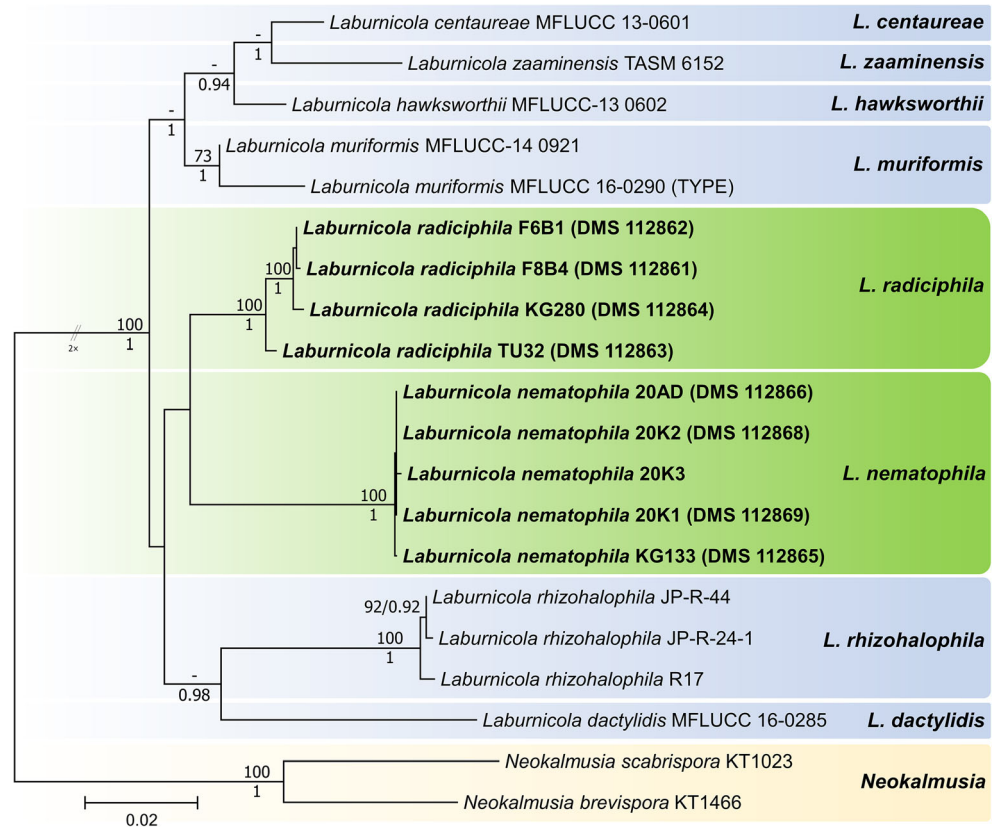 Laburnicola centaureae MFLUCC 13-0601
L. centaureae
-
1
Laburnicola zaaminensis TASM 6152
L. zaaminensis
-
0.94
Laburnicola hawksworthii MFLUCC-13 0602
L. hawksworthii
-
1
Laburnicola muriformis MFLUCC-14 0921
73
1
L. muriformis
Laburnicola muriformis MFLUCC 16-0290 (TYPE)
Laburnicola radiciphila F6B1 (DMS 112862)
Laburnicola radiciphila F8B4 (DMS 112861)
100
1
L. radiciphila
Laburnicola radiciphila KG280 (DMS 112864)
100
1
Laburnicola radiciphila TU32 (DMS 112863)
100
1
2×
Laburnicola nematophila 20AD (DMS 112866)
Laburnicola nematophila 20K2 (DMS 112868)
Laburnicola nematophila 20K3
L. nematophila
100
1
Laburnicola nematophila 20K1 (DMS 112869)
Laburnicola nematophila KG133 (DMS 112865)
Laburnicola rhizohalophila JP-R-44
92/0.92
Laburnicola rhizohalophila JP-R-24-1
L. rhizohalophila
100
1
Laburnicola rhizohalophila R17
-
0.98
Laburnicola dactylidis MFLUCC 16-0285
L. dactylidis
Neokalmusia scabrispora KT1023
100
1
Neokalmusia
Neokalmusia brevispora KT1466
0.02